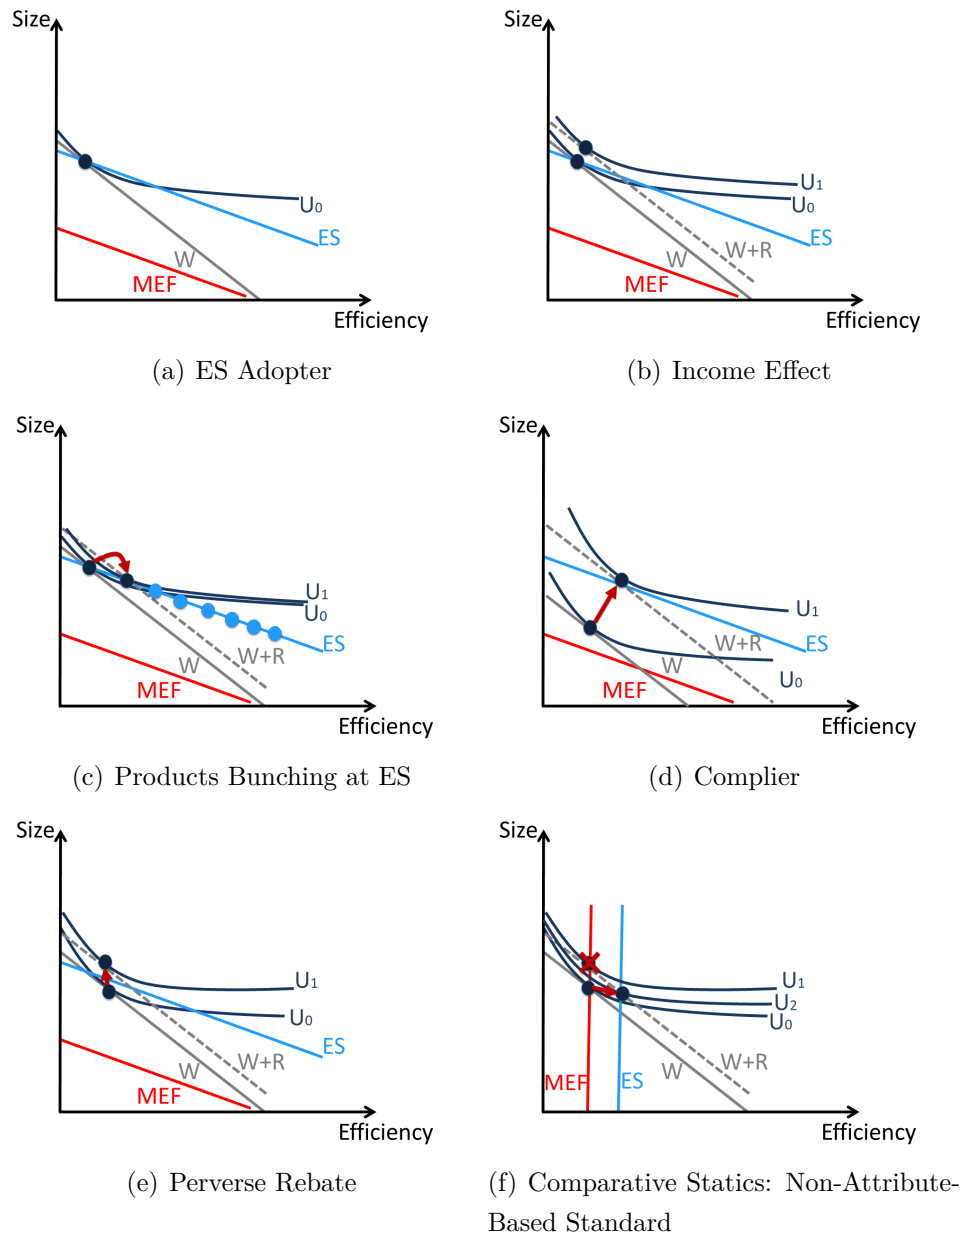 Size
U0
ES
W
MEF
Efficiency
(a) ES Adopter
Size
U1
U0
ES
W+R
W
MEF
Efficiency
(b) Income Effect
Size
U1
U0
ES
W+R
W
MEF
Efficiency
(c) Products Bunching at ES
Size
U1
W+R
ES
W
U0
MEF
Efficiency
(d) Complier
Size
U1
U0
ES
W+R
W
MEF
Efficiency
(e) Perverse Rebate
Size
U1
U2
U0
W+R
W
MEF
ES
Efficiency
(f) Comparative Statics: Non-Attribute-
Based Standard